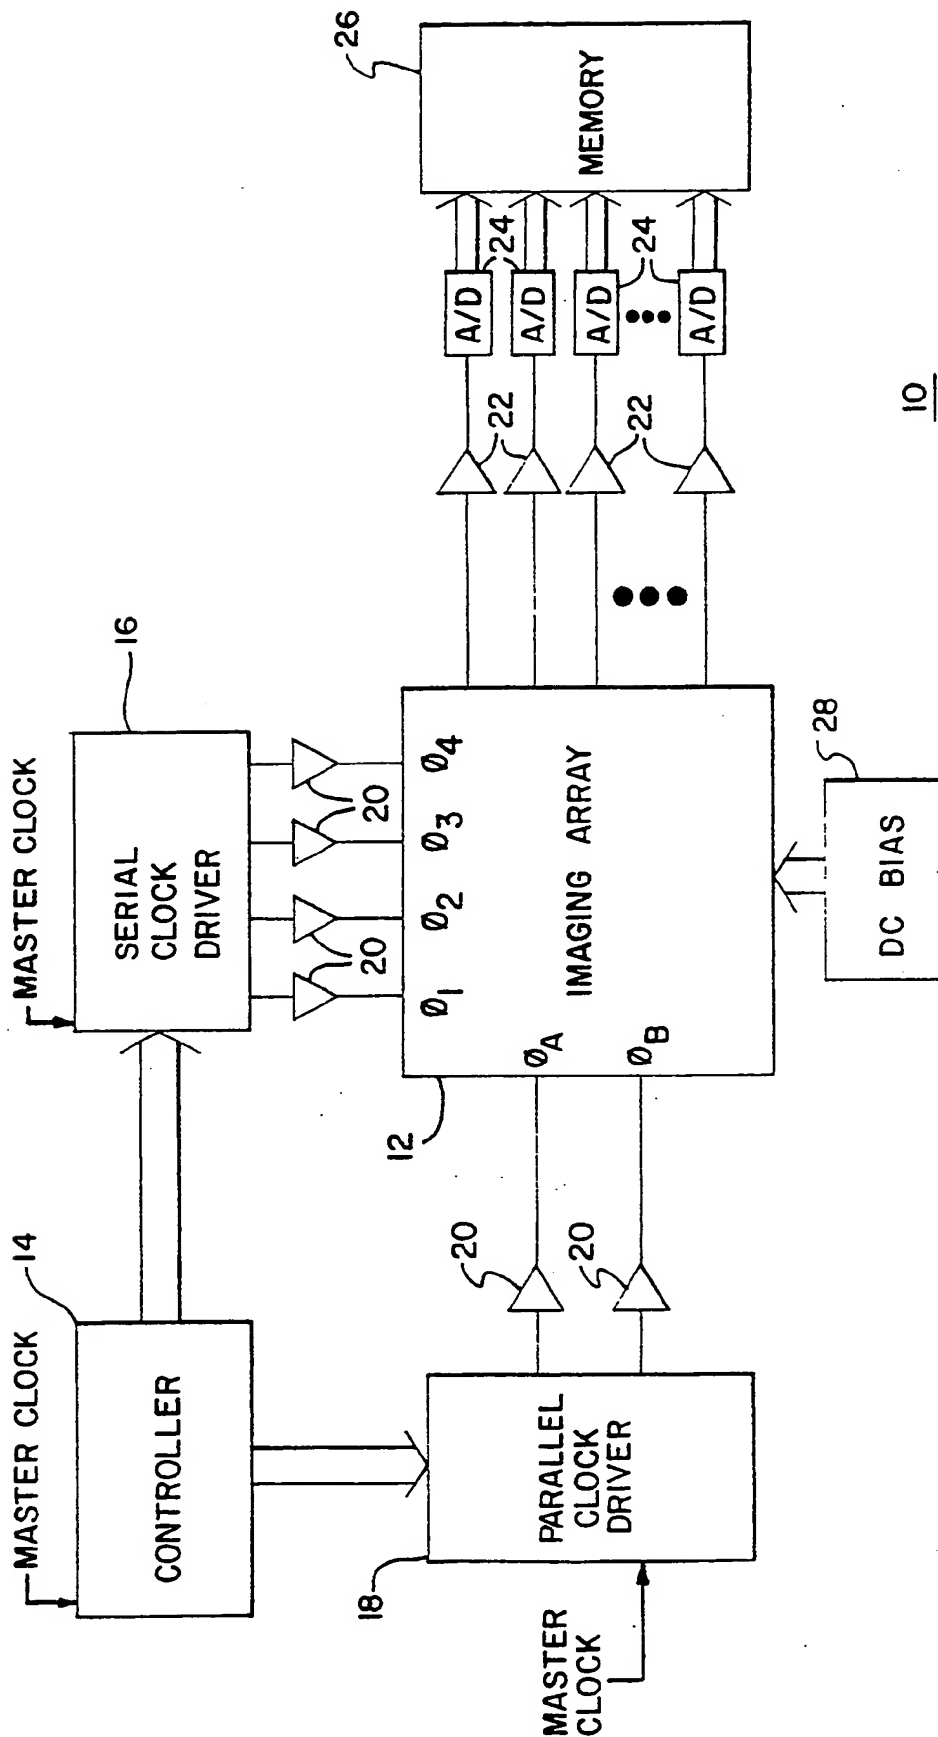 MASTER CLOCK
14
CONTROLLER
MASTER CLOCK
16
SERIAL
CLOCK
DRIVER
20
20
Ø1
Ø2
Ø3
Ø4
ØA
ØB
12
IMAGING ARRAY
18
PARALLEL
CLOCK
DRIVER
MASTER
CLOCK
20
20
22
22
A/D
A/D
A/D
A/D
24
24
26
MEMORY
28
DC BIAS
10